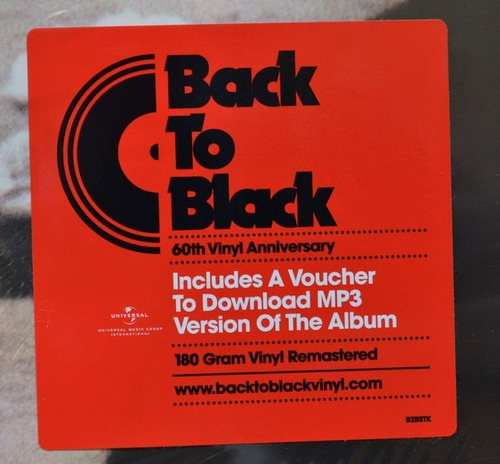 Back
To
Black
60th Vinyl Anniversary
Includes A Voucher
To Download MP3
Version Of The Album
UNIVERSAL
UNIVERSAL MUSIC GROUP
INTERNATIONAL
180 Gram Vinyl Remastered
www.backtoblackvinyl.com
B2BSTK